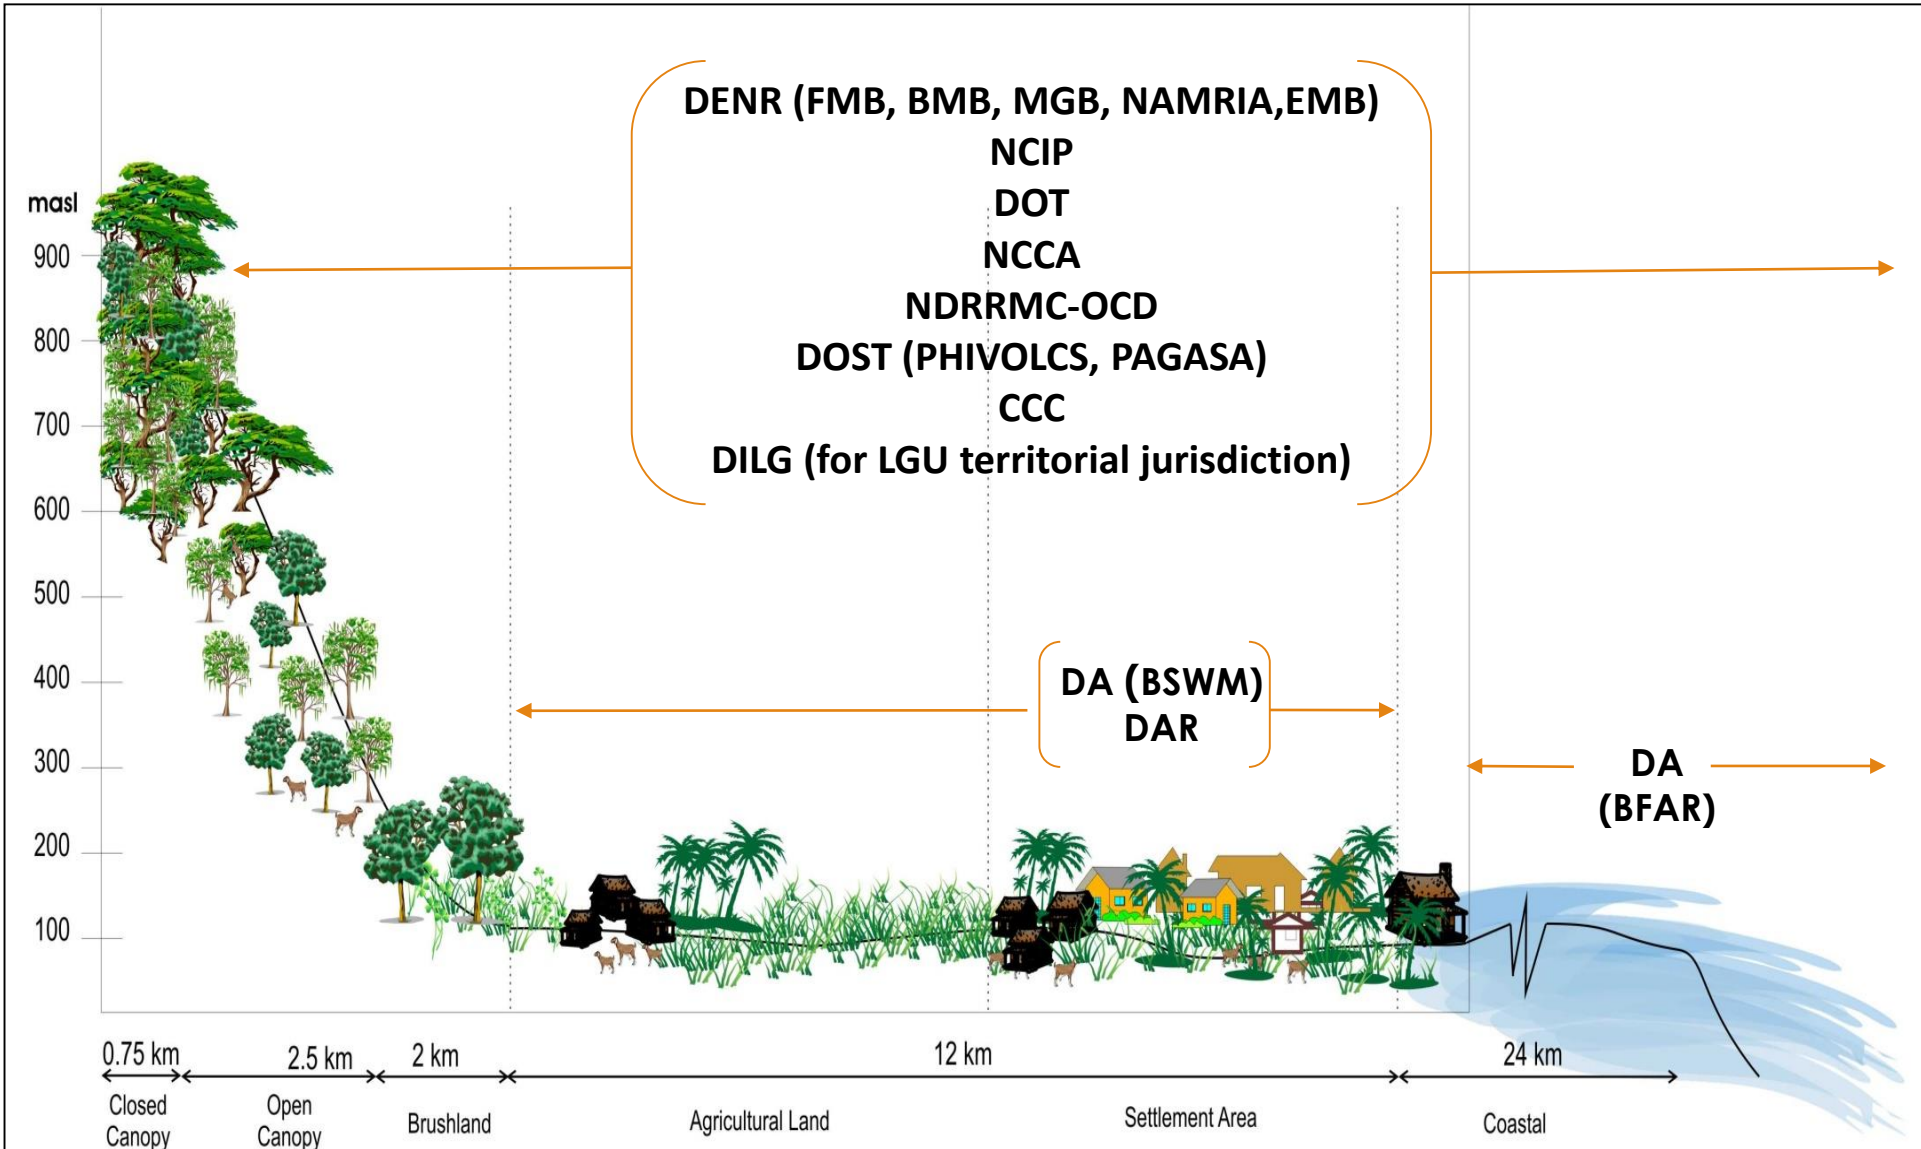 DENR (FMB, BMB, MGB, NAMRIA,EMB)
NCIP
DOT
NCCA
NDRRMC-OCD
DOST (PHIVOLCS, PAGASA)
CCC
DILG (for LGU territorial jurisdiction)
masl
900
800
700
600
500
400
300
200
100
DA (BSWM)
DAR
DA
(BFAR)
0.75 km
2.5 km
2 km
12 km
24 km
Closed
Canopy
Open
Canopy
Brushland
Agricultural Land
Settlement Area
Coastal